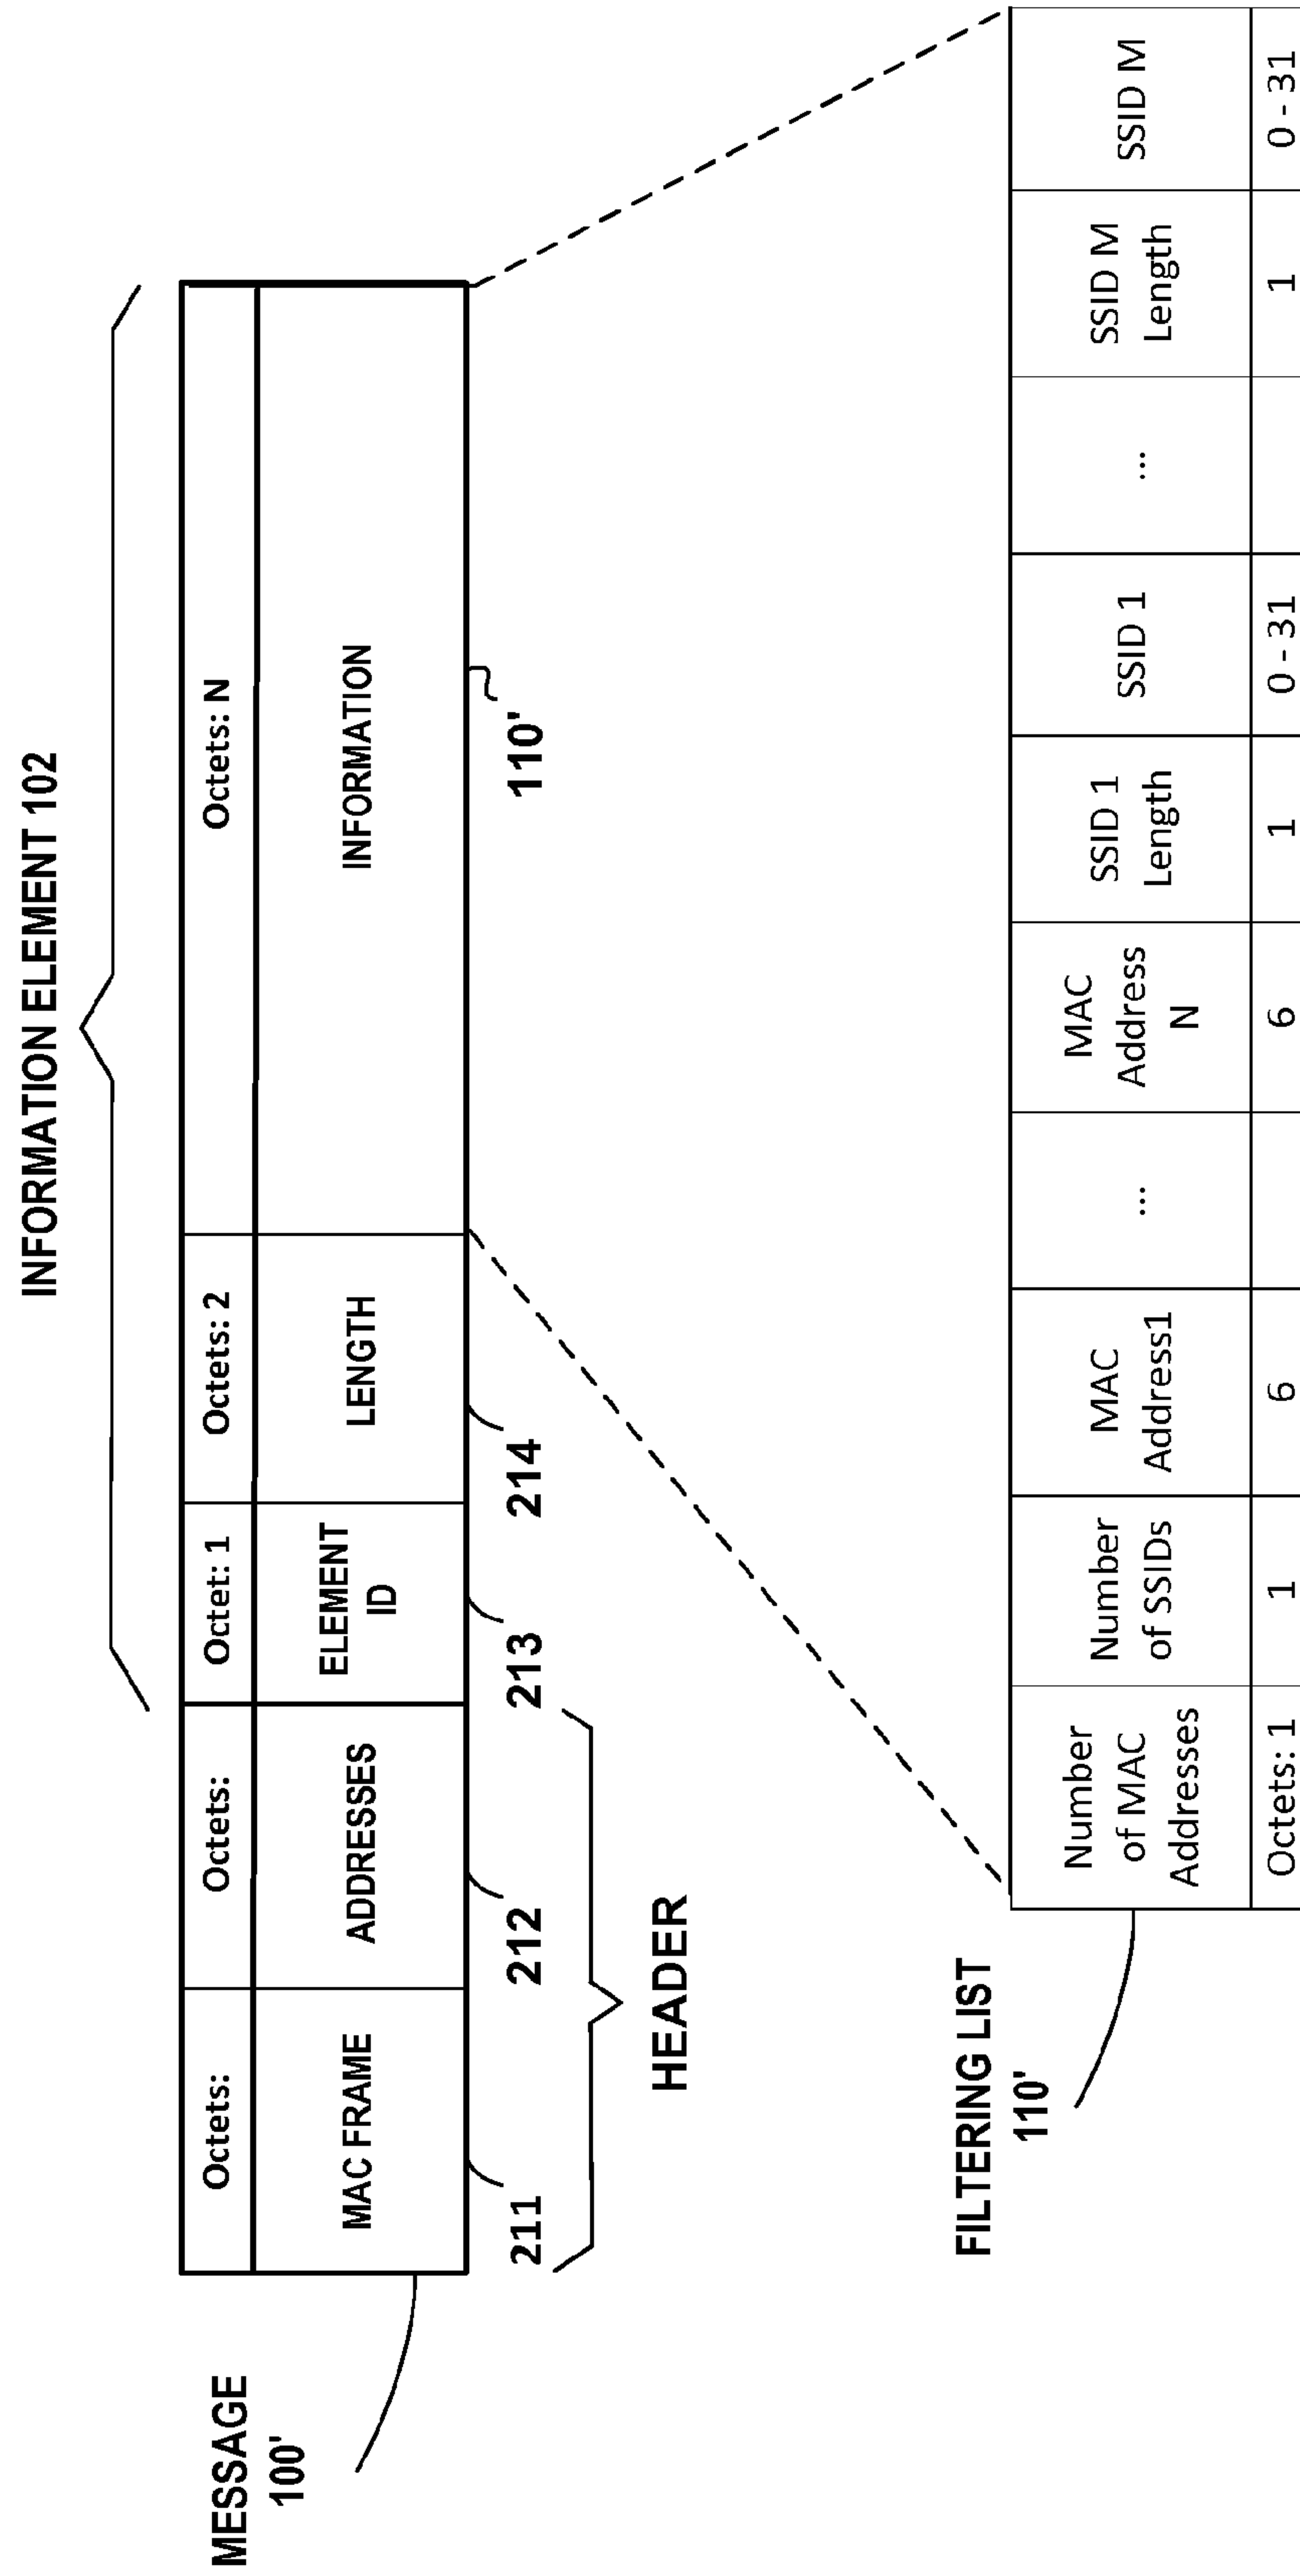 INFORMATION ELEMENT 102
MESSAGE
100'
Octets:
Octets:
Octet: 1
Octets: 2
Octets: N
MAC FRAME
ADDRESSES
ELEMENT
ID
LENGTH
INFORMATION
211
212
213
214
110'
HEADER
FILTERING LIST
110'
Number
of MAC
Addresses
Number
of SSIDs
MAC
Address1
...
MAC
Address
N
SSID 1
Length
SSID 1
...
SSID M
Length
SSID M
Octets: 1
1
6
6
1
0 - 31
1
0 - 31